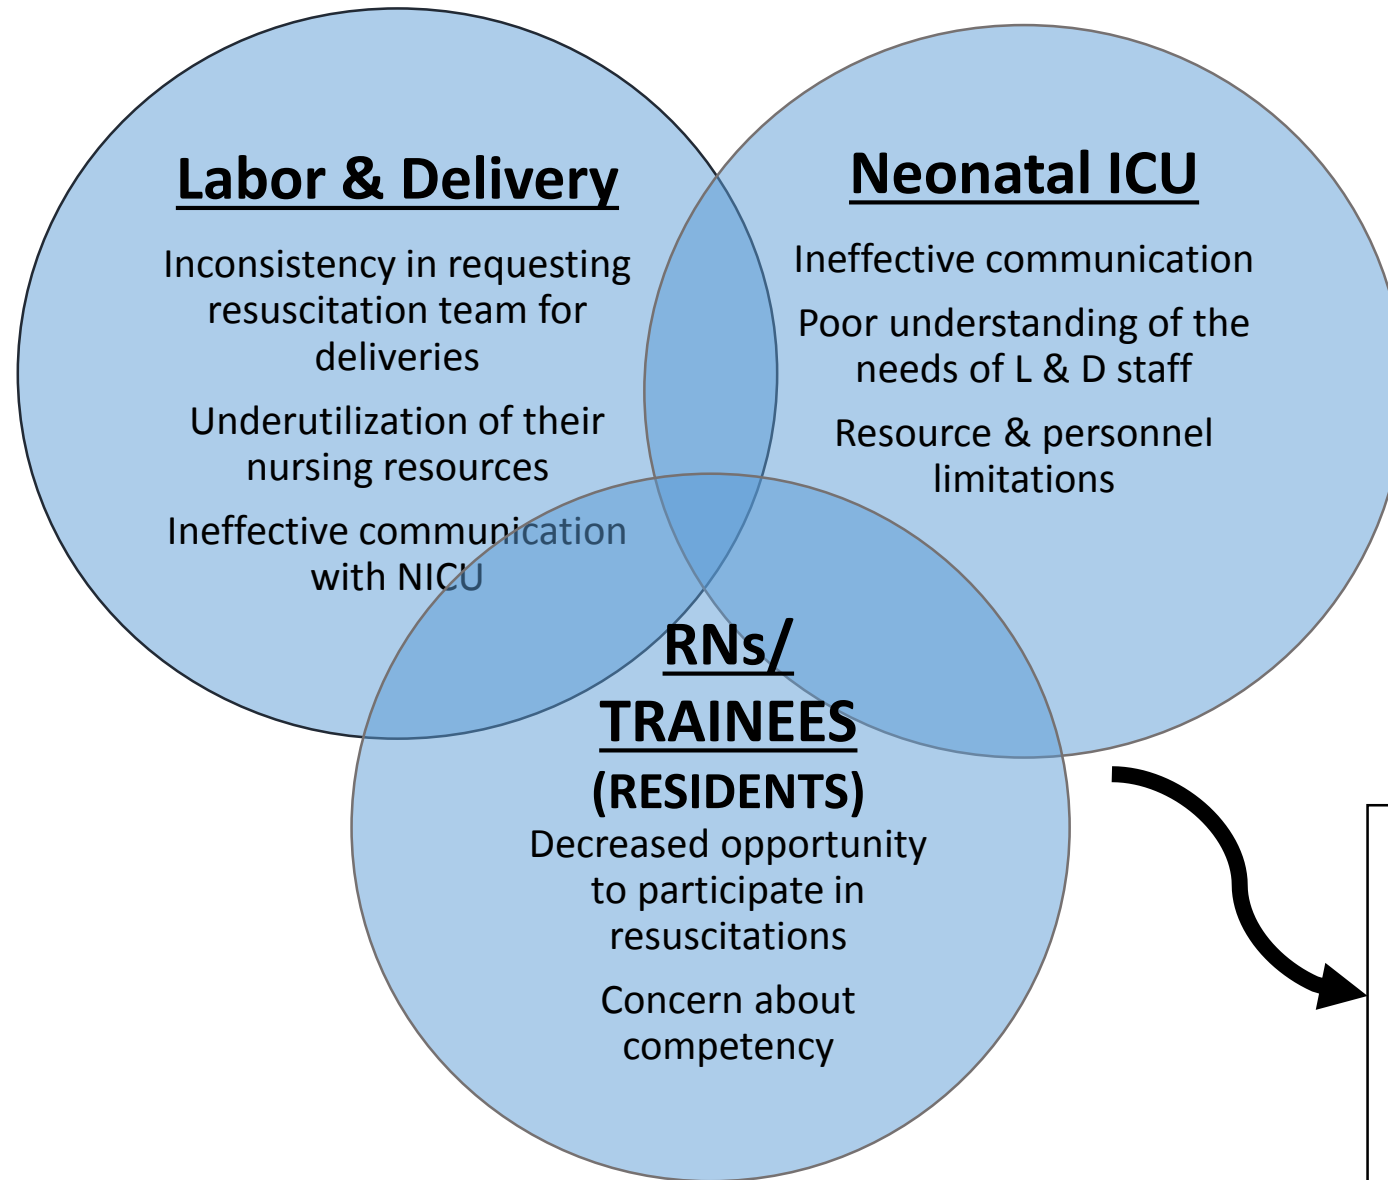 Labor & Delivery
Inconsistency in requesting
resuscitation team for
deliveries
Underutilization of their
nursing resources
Ineffective communication
with NICU
Neonatal ICU
Ineffective communication
Poor understanding of the
needs of L & D staff
Resource & personnel
limitations
RNs/
TRAINEES
(RESIDENTS)
Decreased opportunity
to participate in
resuscitations
Concern about
competency